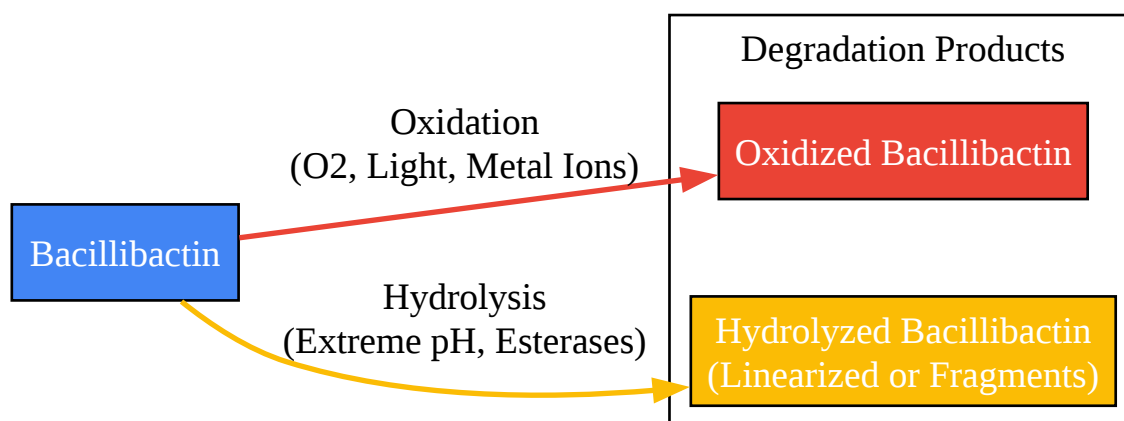 Degradation Products
Oxidation
(O2, Light, Metal Ions)
Oxidized Bacillibactin
Bacillibactin
Hydrolysis
(Extreme pH, Esterases)
Hydrolyzed Bacillibactin
(Linearized or Fragments)